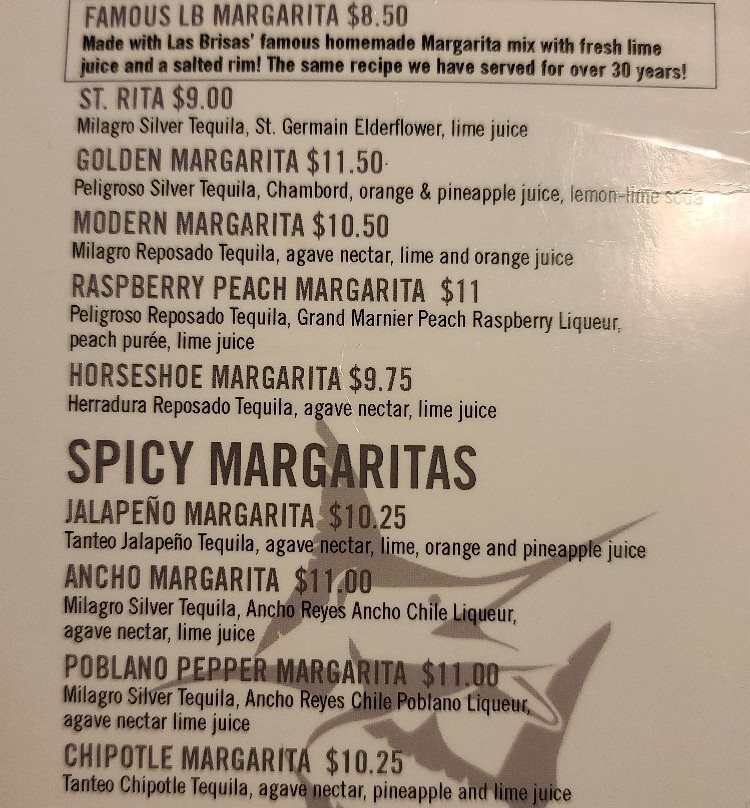 FAMOUS LB MARGARITA $8.50
Made with Las Brisas' famous homemade Margarita mix with fresh lime
juice and a salted rim! The same recipe we have served for over 30 years!
ST. RITA $9.00
Milagro Silver Tequila, St. Germain Elderflower, lime juice
GOLDEN MARGARITA $11.50
Peligroso Silver Tequila, Chambord, orange & pineapple juice, lemon-lime soda
MODERN MARGARITA $10.50
Milagro Reposado Tequila, agave nectar, lime and orange juice
RASPBERRY PEACH MARGARITA $11
Peligroso Reposado Tequila, Grand Marnier Peach Raspberry Liqueur,
peach purée, lime juice
HORSESHOE MARGARITA $9.75
Herradura Reposado Tequila, agave nectar, lime juice
SPICY MARGARITAS
JALAPEÑO MARGARITA $10.25
Tanteo Jalapeño Tequila, agave nectar, lime, orange and pineapple juice
ANCHO MARGARITA $11.00
Milagro Silver Tequila, Ancho Reyes Ancho Chile Liqueur,
agave nectar, lime juice
POBLANO PEPPER MARGARITA $11.00
Milagro Silver Tequila, Ancho Reyes Chile Poblano Liqueur,
agave nectar lime juice
CHIPOTLE MARGARITA $10.25
Tanteo Chipotle Tequila, agave nectar, pineapple and lime juice